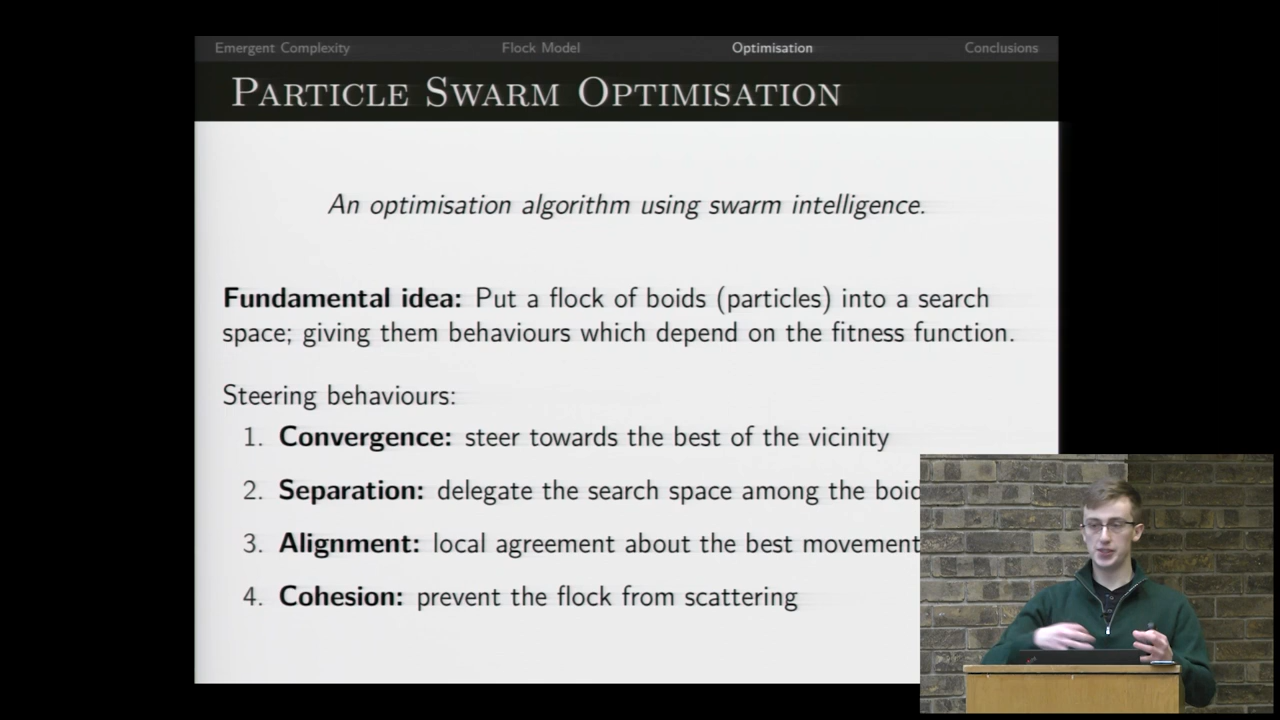 Emergent Complexity Flock Model Optimisation Conclusions
Particle Swarm Optimisation
An optimisation algorithm using swarm intelligence.
Fundamental idea: Put a flock of boids (particles) into a search
space; giving them behaviours which depend on the fitness function.
Steering behaviours:
1. Convergence: steer towards the best of the vicinity
2. Separation: delegate the search space among the
3. Alignment: local agreement about the best movement
4. Cohesion: prevent the flock from scattering